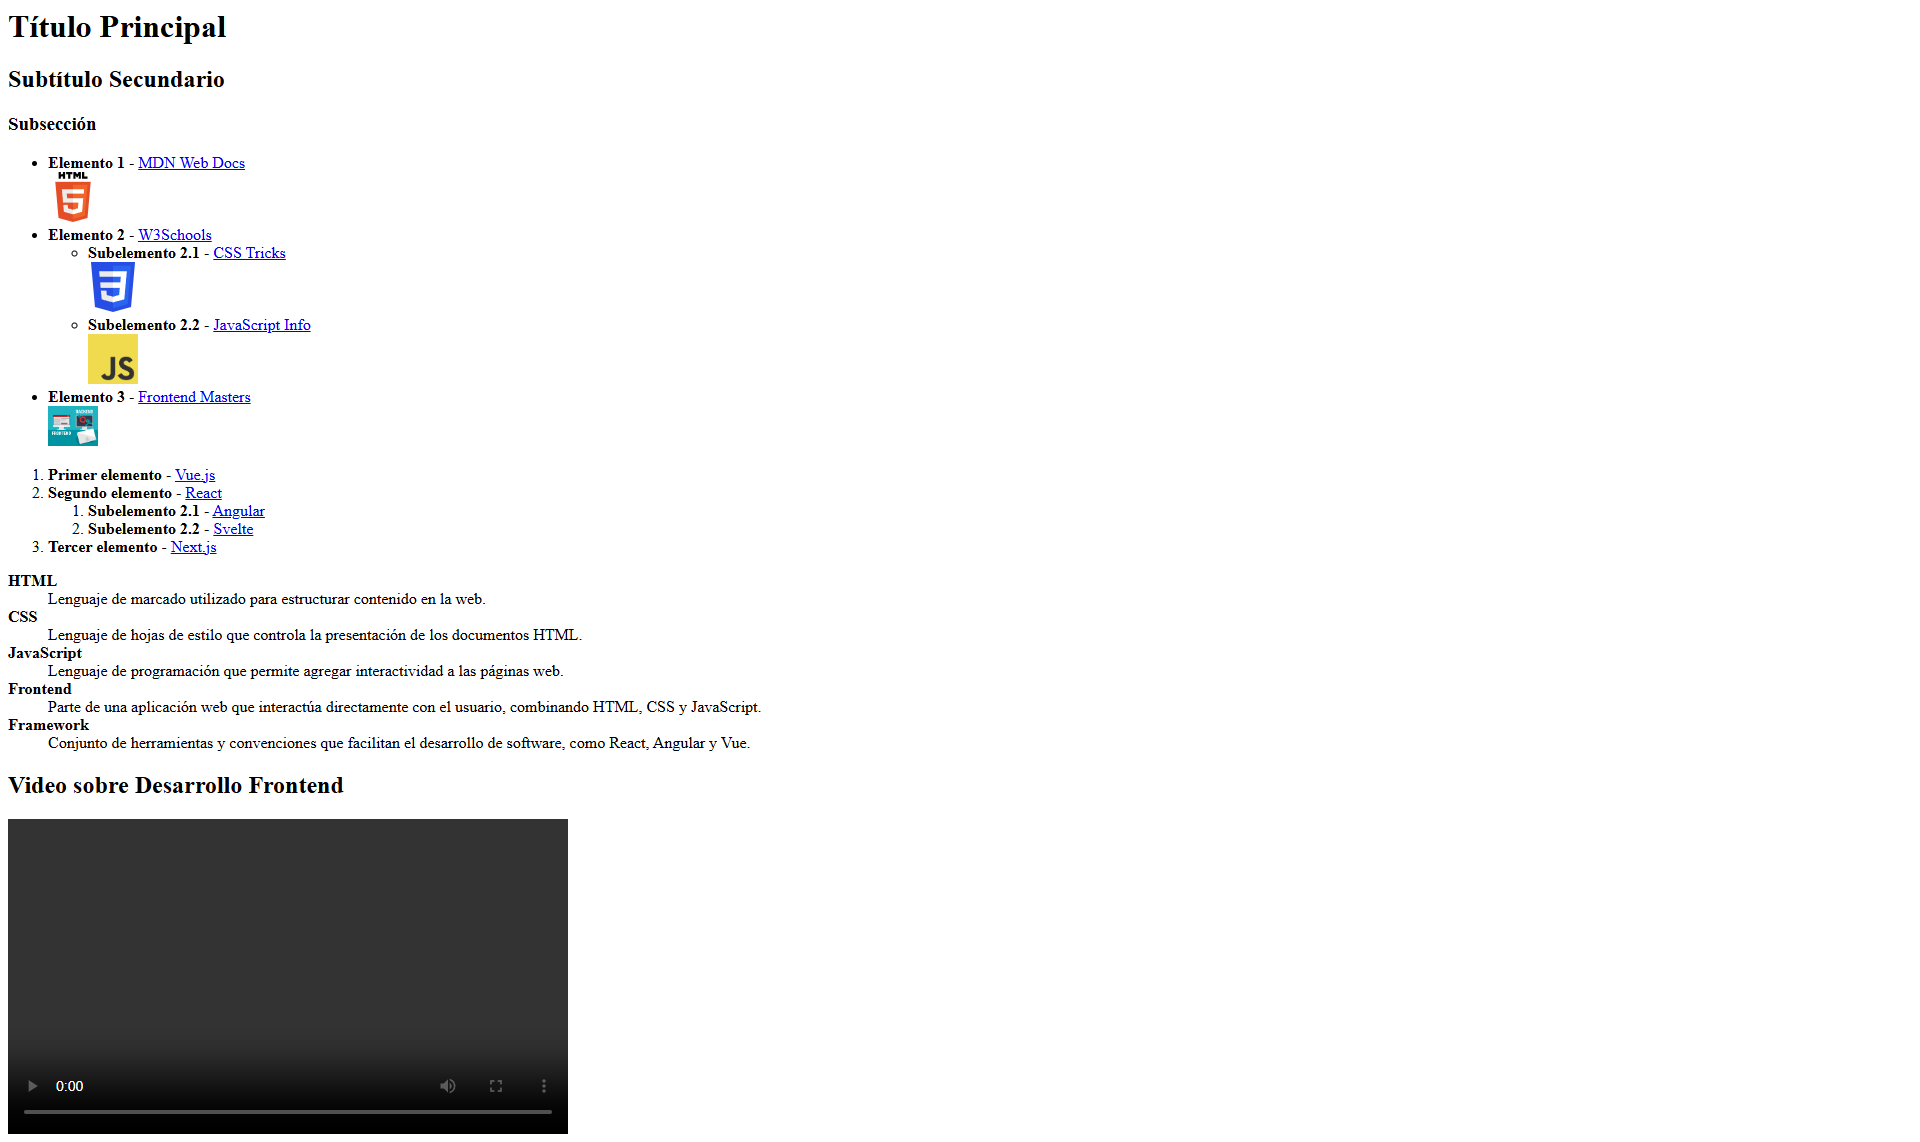 Título Principal
Subtítulo Secundario
Subsección
• Elemento 1 - MDN Web Docs
HTML
5
• Elemento 2 - W3Schools
◦ Subelemento 2.1 - CSS Tricks
3
◦ Subelemento 2.2 - JavaScript Info
JS
• Elemento 3 - Frontend Masters
BACKEND
FRONTEND
1. Primer elemento - Vue.js
2. Segundo elemento - React
1. Subelemento 2.1 - Angular
2. Subelemento 2.2 - Svelte
3. Tercer elemento - Next.js
HTML
Lenguaje de marcado utilizado para estructurar contenido en la web.
CSS
Lenguaje de hojas de estilo que controla la presentación de los documentos HTML.
JavaScript
Lenguaje de programación que permite agregar interactividad a las páginas web.
Frontend
Parte de una aplicación web que interactúa directamente con el usuario, combinando HTML, CSS y JavaScript.
Framework
Conjunto de herramientas y convenciones que facilitan el desarrollo de software, como React, Angular y Vue.
Video sobre Desarrollo Frontend
0:00